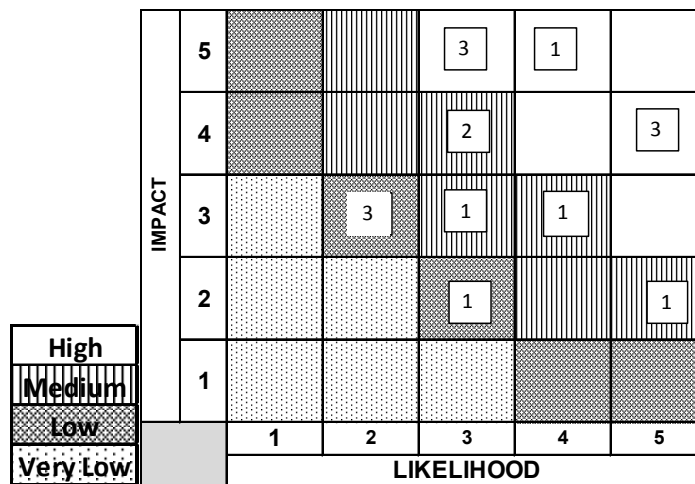 5 3 1
4 2 3
IMPACT
3 3 1 1
2 1 1
1
High
Medium
Low
Very Low
1 2 3 4 5
LIKELIHOOD